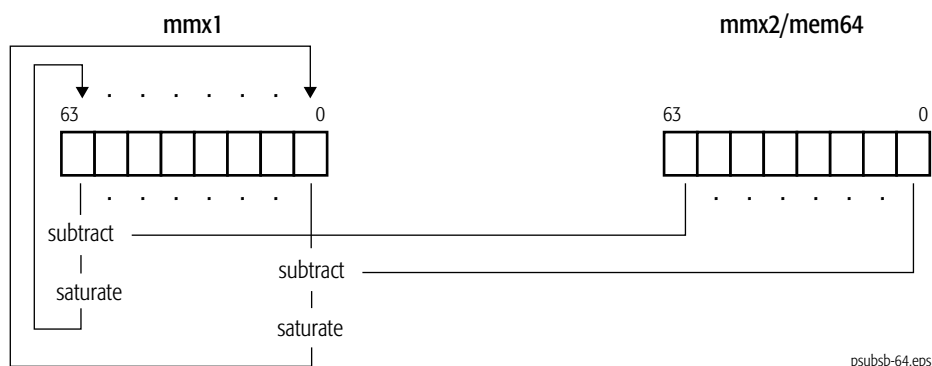 mmx1 mmx2/mem64
. . . . . .
63 0 63 0
. . . . . . . . . . . .
subtract
subtract
saturate
saturate
psubsb-64.eps